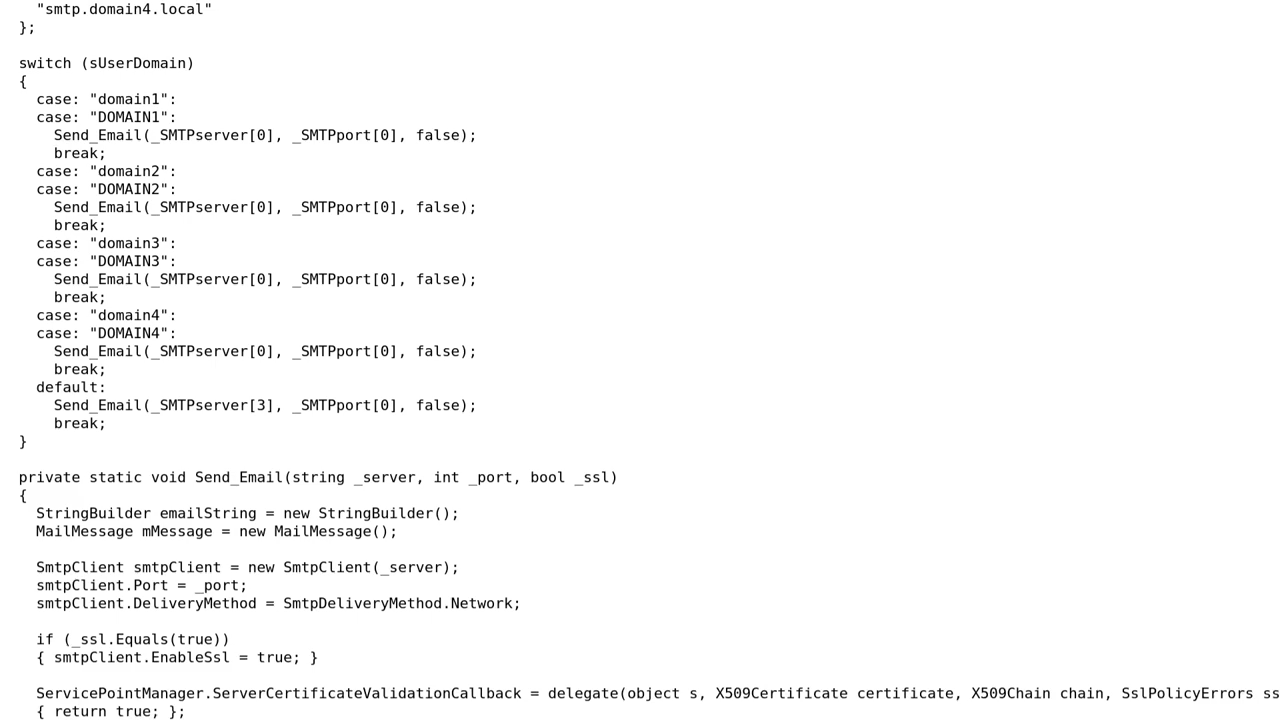 "smtp.domain4.local"
};
switch (sUserDomain)
{
case: "domain1":
case: "DOMAIN1":
Send_Email(_SMTPserver[0], _SMTPport[0], false);
break;
case: "domain2":
case: "DOMAIN2":
Send_Email(_SMTPserver[0], _SMTPport[0], false);
break;
case: "domain3":
case: "DOMAIN3":
Send_Email(_SMTPserver[0], _SMTPport[0], false);
break;
case: "domain4":
case: "DOMAIN4":
Send_Email(_SMTPserver[0], _SMTPport[0], false);
break;
default:
Send_Email(_SMTPserver[3], _SMTPport[0], false);
break;
}
private static void Send_Email(string _server, int _port, bool _ssl)
{
StringBuilder emailString = new StringBuilder();
MailMessage mMessage = new MailMessage();
SmtpClient smtpClient = new SmtpClient(_server);
smtpClient.Port = _port;
smtpClient.DeliveryMethod = SmtpDeliveryMethod.Network;
if (_ssl.Equals(true))
{ smtpClient.EnableSsl = true; }
ServicePointManager.ServerCertificateValidationCallback = delegate(object s, X509Certificate certificate, X509Chain chain, SslPolicyErrors ss
{ return true; };